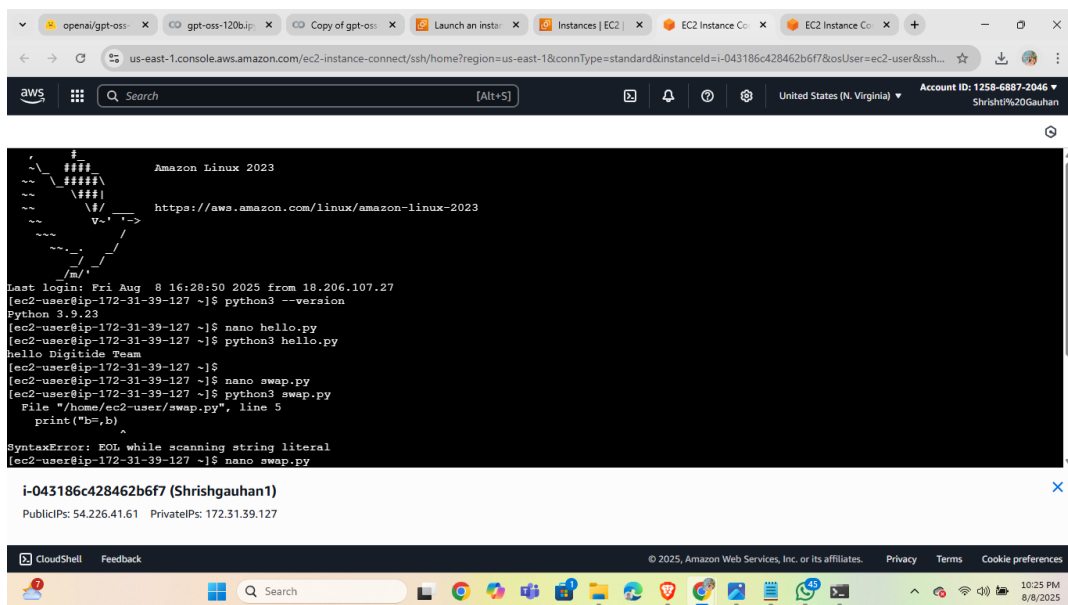 openai/gpt-oss-
gpt-oss-120b.ip
Copy of gpt-oss
Launch an instan
Instances | EC2 |
EC2 Instance Co
EC2 Instance Co
us-east-1.console.aws.amazon.com/ec2-instance-connect/ssh/home?region=us-east-1&connType=standard&instanceId=i-043186c428462b6f7&osUser=ec2-user&ssh...
aws
Search [Alt+S]
United States (N. Virginia)
Account ID: 1258-6887-2046
Shrishti%20Gauhan
   ,     #_
   ~\_  ####_        Amazon Linux 2023
  ~~  \_#####\
  ~~     \###|
  ~~       \#/ ___   https://aws.amazon.com/linux/amazon-linux-2023
   ~~       V~' '->
    ~~~         /
      ~~._.   _/
         _/ _/
       _/m/'
Last login: Fri Aug  8 16:28:50 2025 from 18.206.107.27
[ec2-user@ip-172-31-39-127 ~]$ python3 --version
Python 3.9.23
[ec2-user@ip-172-31-39-127 ~]$ nano hello.py
[ec2-user@ip-172-31-39-127 ~]$ python3 hello.py
hello Digitide Team
[ec2-user@ip-172-31-39-127 ~]$
[ec2-user@ip-172-31-39-127 ~]$ nano swap.py
[ec2-user@ip-172-31-39-127 ~]$ python3 swap.py
  File "/home/ec2-user/swap.py", line 5
    print("b=,b)
               ^
SyntaxError: EOL while scanning string literal
[ec2-user@ip-172-31-39-127 ~]$ nano swap.py
i-043186c428462b6f7 (Shrishgauhan1)
PublicIPs: 54.226.41.61 PrivateIPs: 172.31.39.127
CloudShell Feedback © 2025, Amazon Web Services, Inc. or its affiliates. Privacy Terms Cookie preferences
7
Search
1
45
10:25 PM
8/8/2025